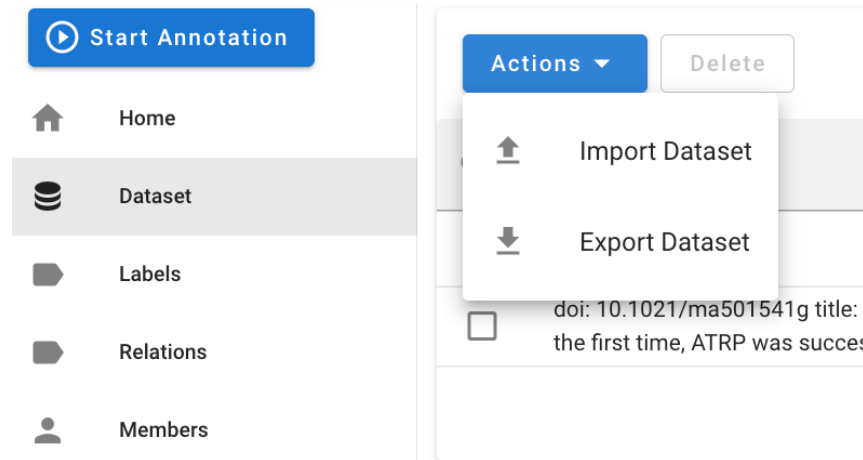 Start Annotation
Home
Dataset
Labels
Relations
Members
Actions
Delete
Import Dataset
Export Dataset
doi: 10.1021/ma501541g title:
the first time, ATRP was